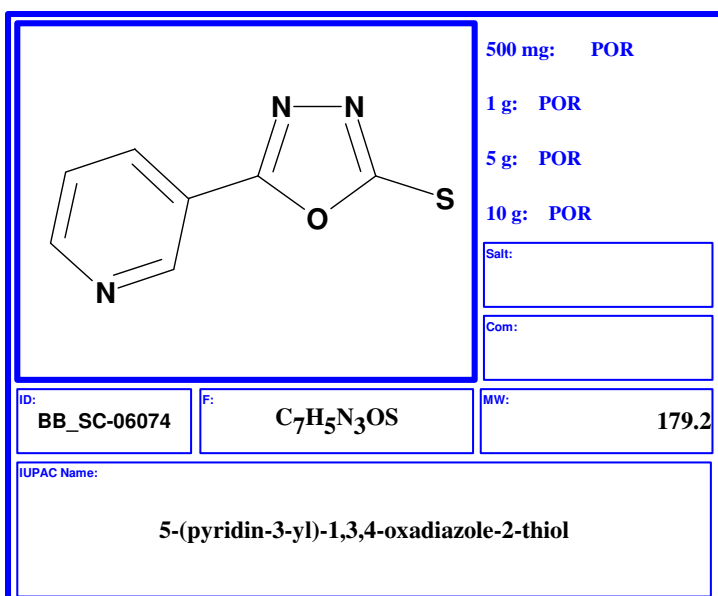 500 mg: POR
1 g: POR
5 g: POR
10 g: POR
N N
O
S
N
Salt:
Com:
ID:
BB_SC-06074
F:
C7H5N3OS
MW:
179.2
IUPAC Name:
5-(pyridin-3-yl)-1,3,4-oxadiazole-2-thiol